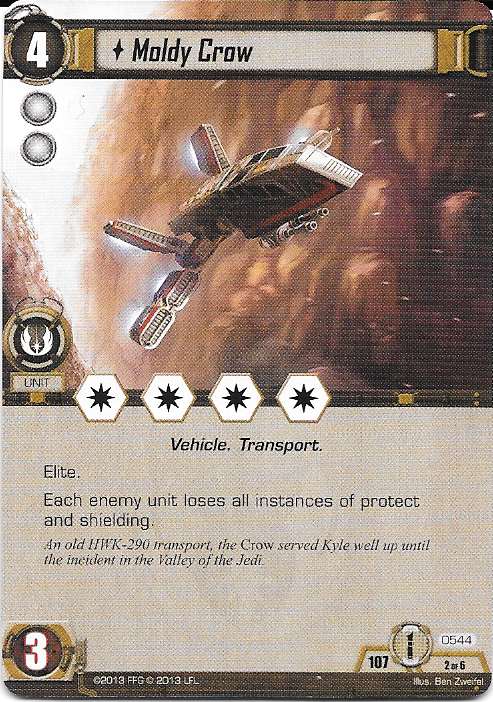 4
Moldy Crow
UNIT
Vehicle. Transport.
Elite.
Each enemy unit loses all instances of protect
and shielding.
An old HWK-290 transport, the Crow served Kyle well up until
the incident in the Valley of the Jedi.
3
107
0544
2 OF 6
©2013 FFG © 2013 LFL
Illus. Ben Zweifel